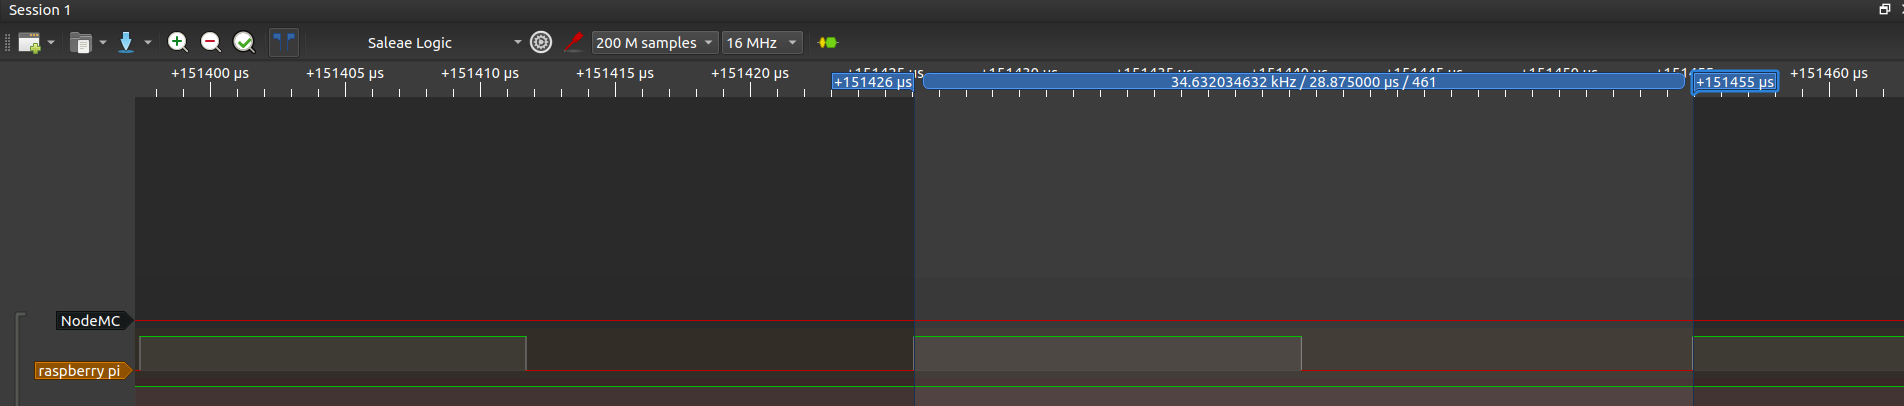 Session 1
Saleae Logic
200 M samples
16 MHz
+151400 µs
+151405 µs
+151410 µs
+151415 µs
+151420 µs
+151426 µs
34.632034632 kHz / 28.875000 µs / 461
+151455 µs
+151460 µs
NodeMC
raspberry pi